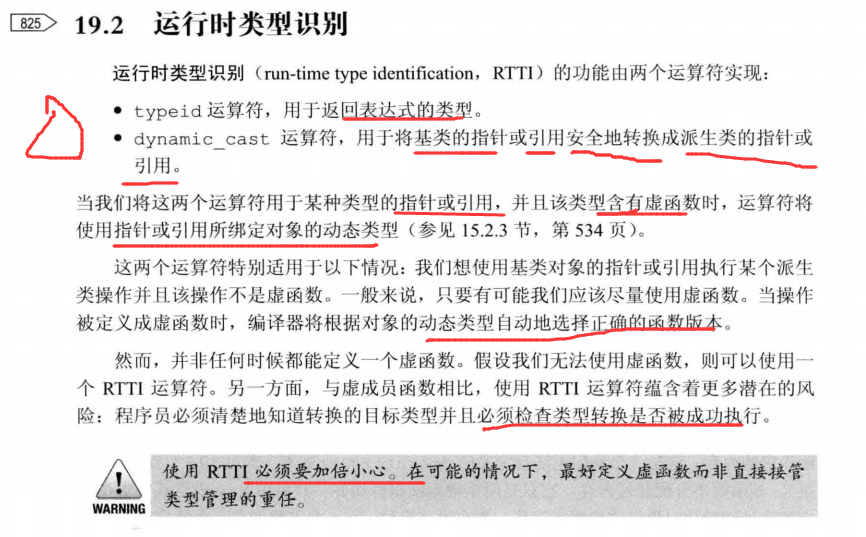 825 19.2 运行时类型识别
运行时类型识别（run-time type identification，RTTI）的功能由两个运算符实现：
• typeid 运算符，用于返回表达式的类型。
• dynamic_cast 运算符，用于将基类的指针或引用安全地转换成派生类的指针或
引用。
当我们将这两个运算符用于某种类型的指针或引用，并且该类型含有虚函数时，运算符将
使用指针或引用所绑定对象的动态类型（参见 15.2.3 节，第 534 页）。
这两个运算符特别适用于以下情况：我们想使用基类对象的指针或引用执行某个派生
类操作并且该操作不是虚函数。一般来说，只要有可能我们应该尽量使用虚函数。当操作
被定义成虚函数时，编译器将根据对象的动态类型自动地选择正确的函数版本。
然而，并非任何时候都能定义一个虚函数。假设我们无法使用虚函数，则可以使用一
个 RTTI 运算符。另一方面，与虚成员函数相比，使用 RTTI 运算符蕴含着更多潜在的风
险：程序员必须清楚地知道转换的目标类型并且必须检查类型转换是否被成功执行。
使用 RTTI 必须要加倍小心。在可能的情况下，最好定义虚函数而非直接接管
类型管理的重任。
WARNING